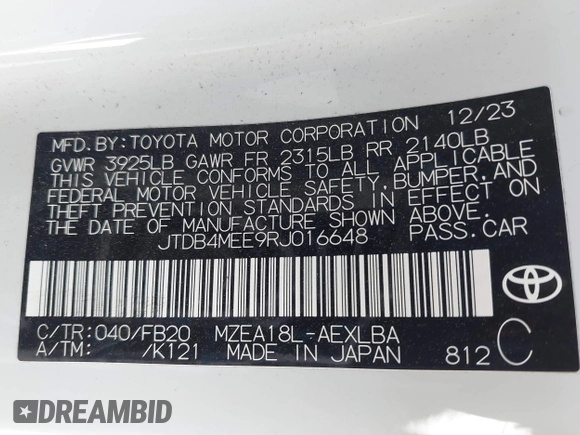 12/23
MFD. BY: TOYOTA MOTOR CORPORATION
GVWR 3925LB GAWR FR 2315LB RR 2140LB
THIS VEHICLE CONFORMS TO ALL APPLICABLE
FEDERAL MOTOR VEHICLE SAFETY, BUMPER, AND
THEFT PREVENTION STANDARDS IN EFFECT ON
THE DATE OF MANUFACTURE SHOWN ABOVE.
JTDB4MEE9RJ016648 PASS.CAR
TOYOTA
C/TR: 040/FB20 MZEA18L-AEXLBA
A/TM: /K121 MADE IN JAPAN 812 C
DREAMBID